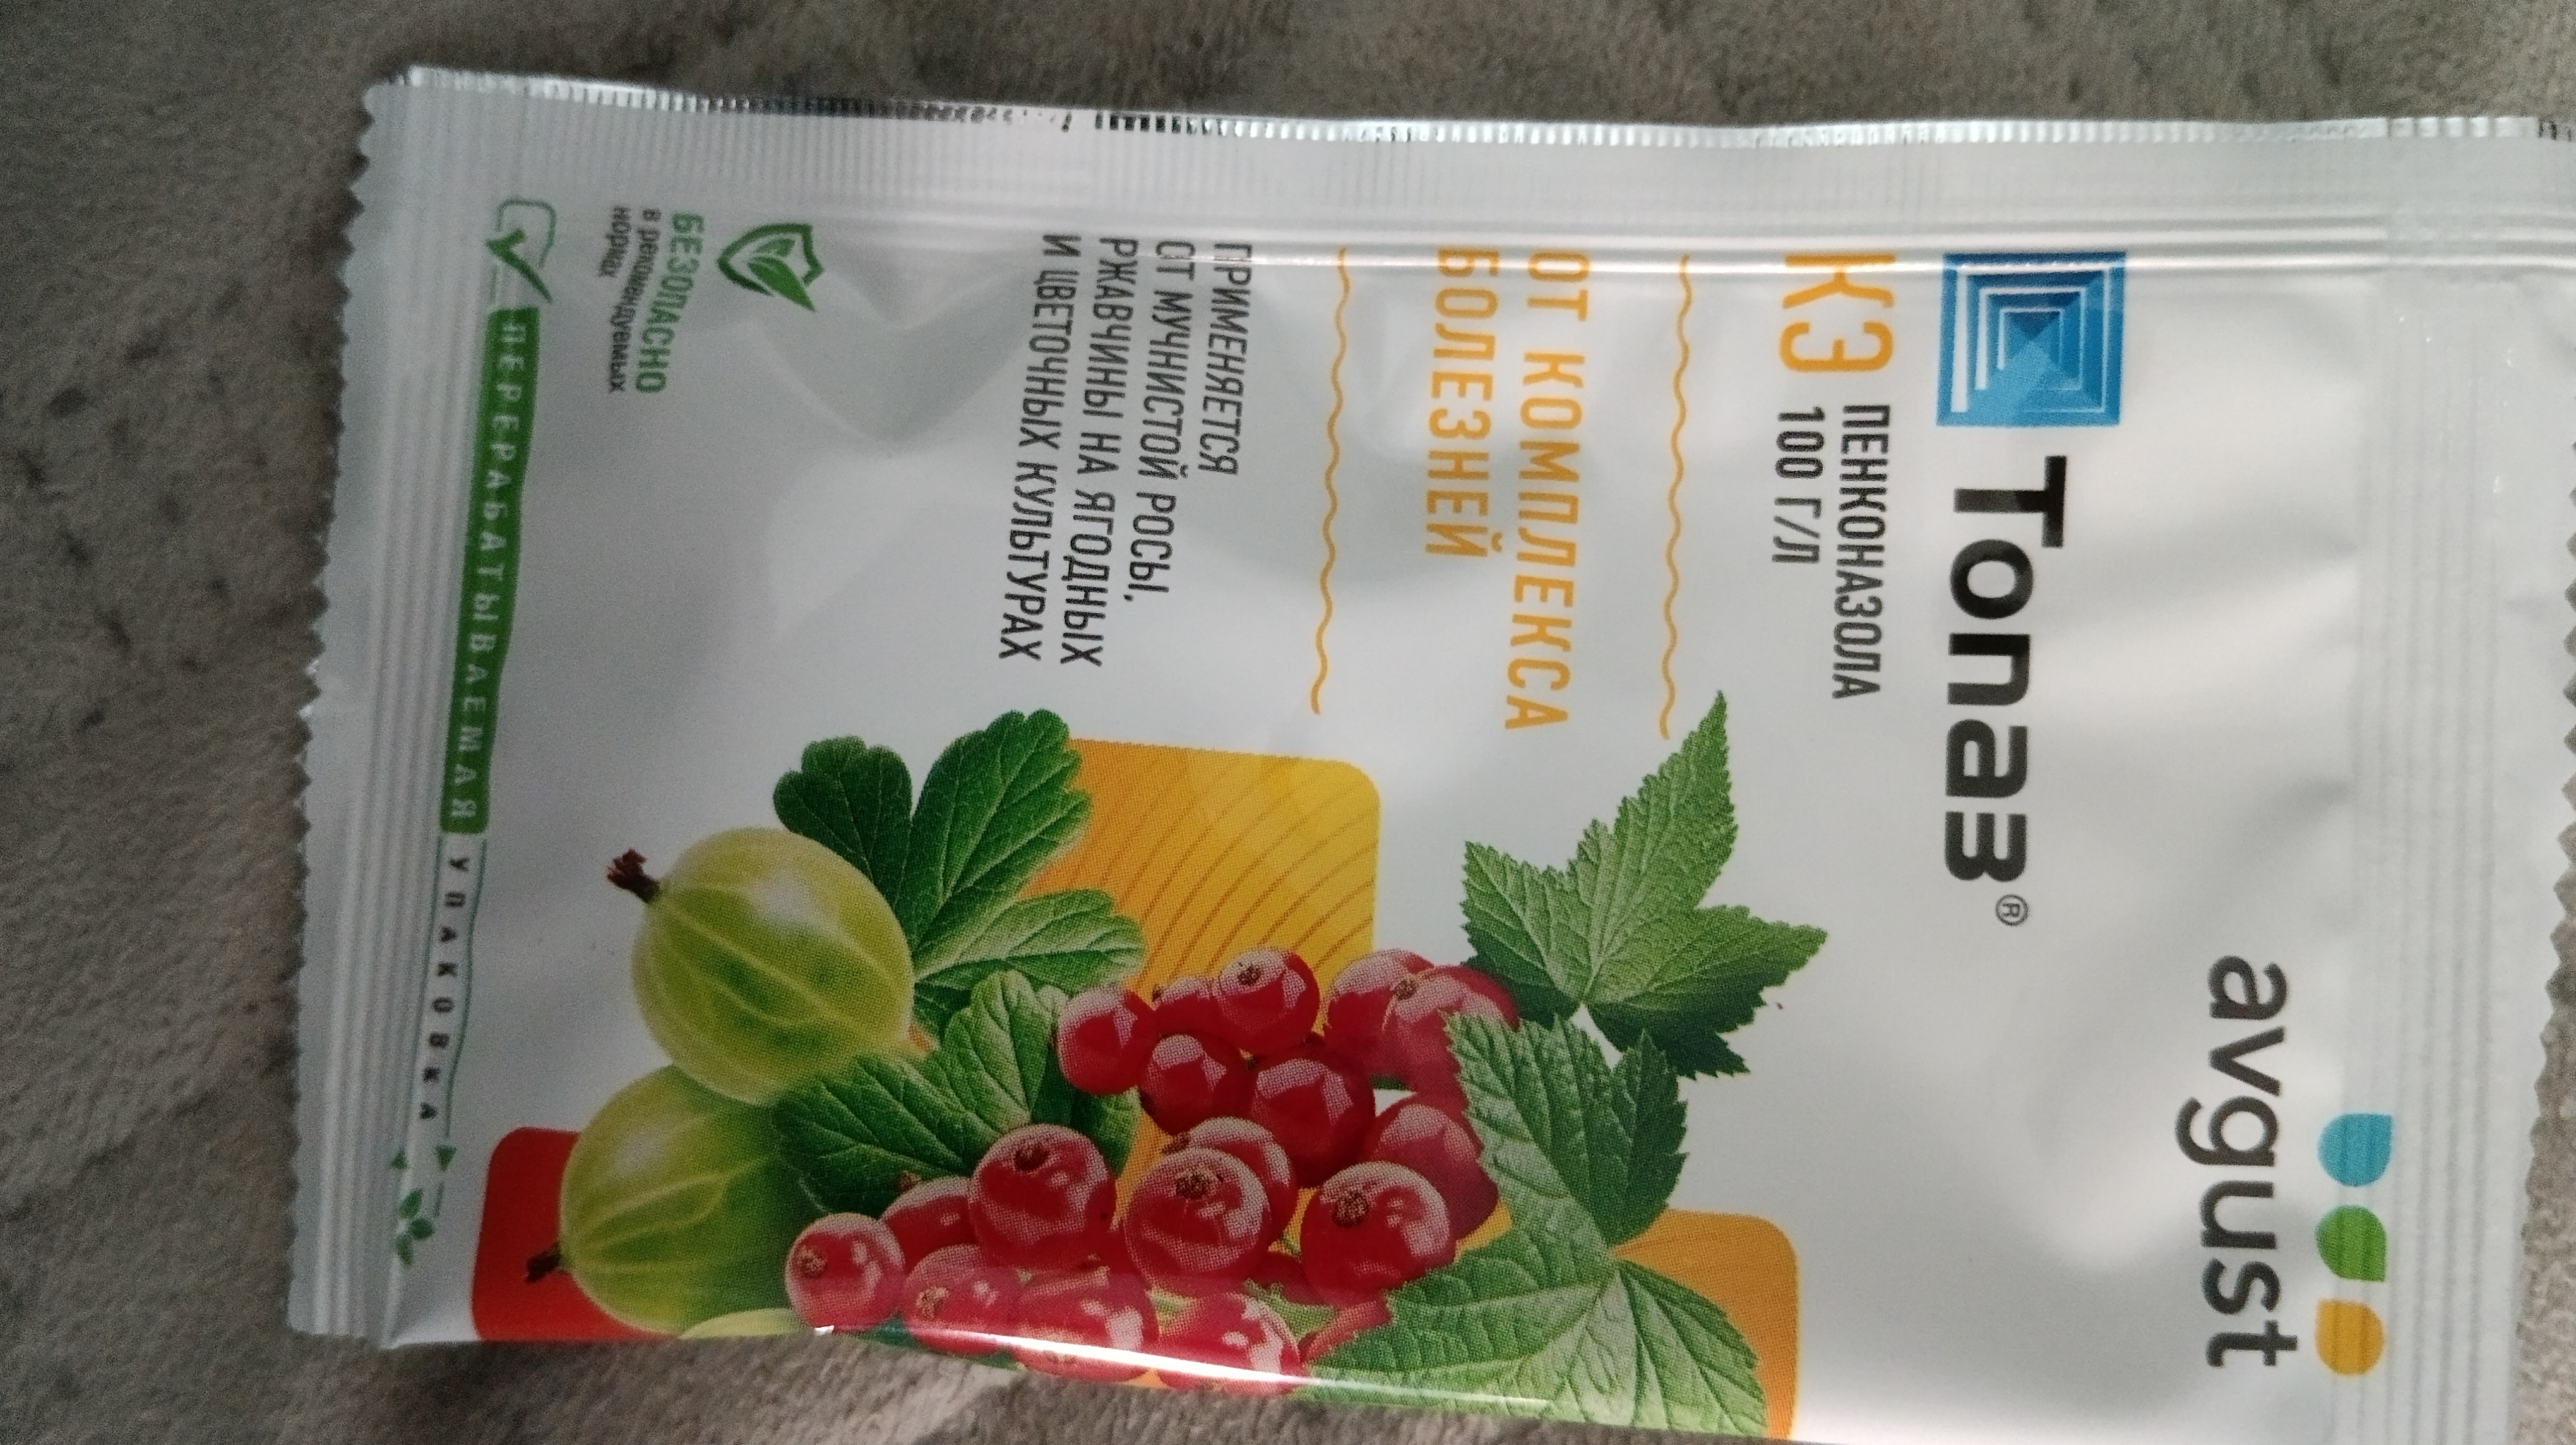 avgust
Топаз®
КЭ
ПЕНКОНАЗОЛА
100 Г/Л
ОТ КОМПЛЕКСА
БОЛЕЗНЕЙ
ПРИМЕНЯЕТСЯ
ОТ МУЧНИСТОЙ РОСЫ,
РЖАВЧИНЫ НА ЯГОДНЫХ
И ЦВЕТОЧНЫХ КУЛЬТУРАХ
БЕЗОПАСНО
в рекомендуемых
нормах
ПЕРЕРАБАТЫВАЕМАЯ УПАКОВКА